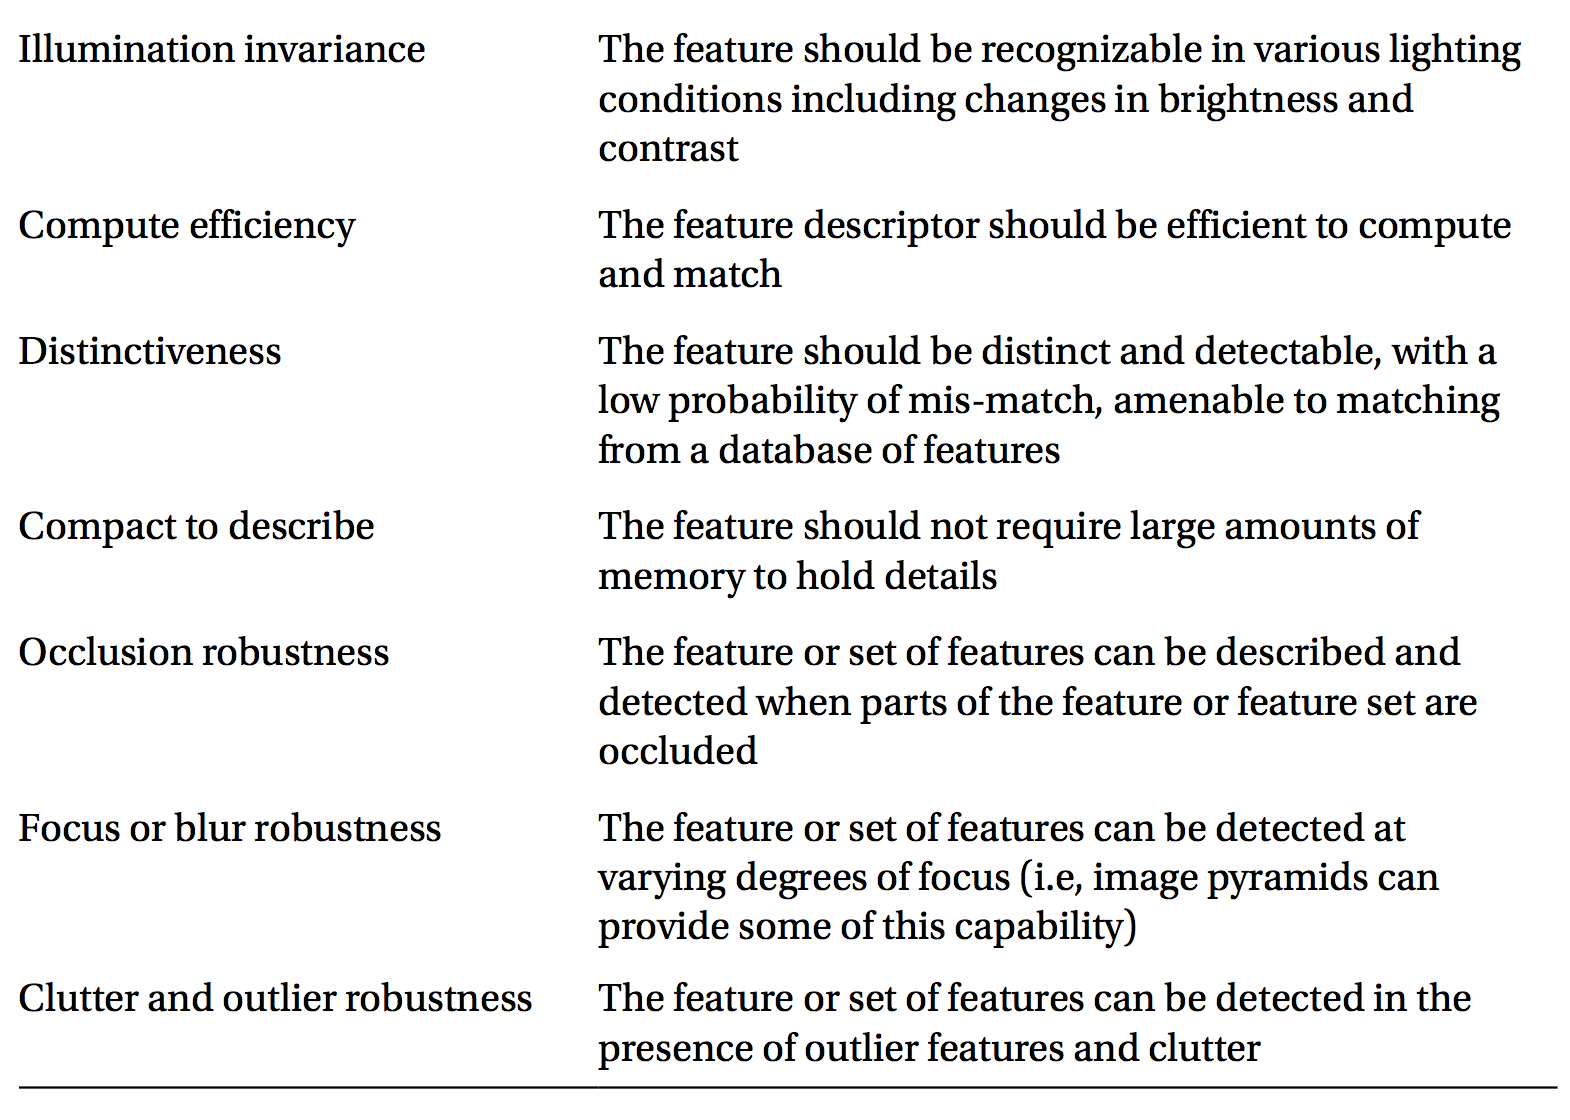 Illumination invariance
The feature should be recognizable in various lighting
conditions including changes in brightness and
contrast
Compute efficiency
The feature descriptor should be efficient to compute
and match
Distinctiveness
The feature should be distinct and detectable, with a
low probability of mis-match, amenable to matching
from a database of features
Compact to describe
The feature should not require large amounts of
memory to hold details
Occlusion robustness
The feature or set of features can be described and
detected when parts of the feature or feature set are
occluded
Focus or blur robustness
The feature or set of features can be detected at
varying degrees of focus (i.e, image pyramids can
provide some of this capability)
Clutter and outlier robustness
The feature or set of features can be detected in the
presence of outlier features and clutter